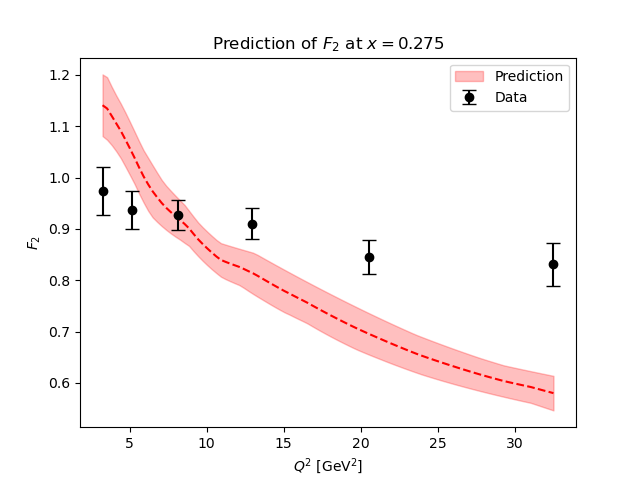 Prediction of $F_2$ at $x = 0.275$
Prediction
Data
1.2
1.1
1.0
0.9
0.8
0.7
0.6
$F_2$
5 10 15 20 25 30
$Q^2$ [GeV$^2$]